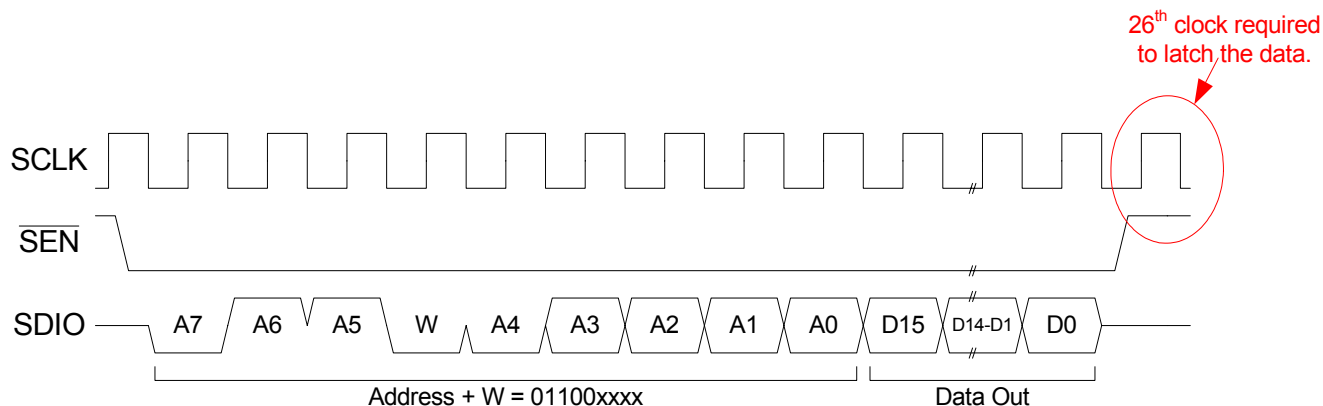 26th clock required
to latch the data.
SCLK
SEN
SDIO
A7 A6 A5 W A4 A3 A2 A1 A0 D15 D14-D1 D0
Address + W = 01100xxxx
Data Out